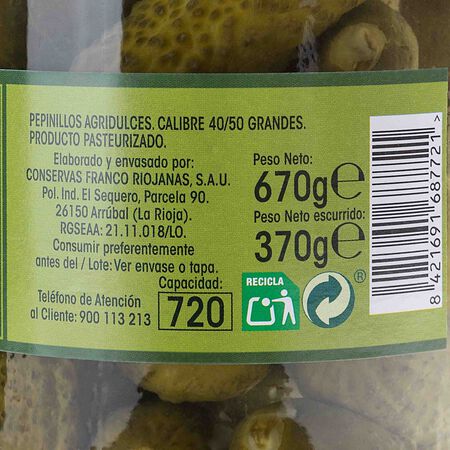 PEPINILLOS AGRIDULCES. CALIBRE 40/50 GRANDES.
PRODUCTO PASTEURIZADO.
Elaborado y envasado por:
CONSERVAS FRANCO RIOJANAS, S.A.U.
Pol. Ind. El Sequero, Parcela 90.
26150 Arrúbal (La Rioja).
RGSEAA: 21.11.018/LO.
Consumir preferentemente
antes del / Lote: Ver envase o tapa.
Capacidad:
720
Teléfono de Atención
al Cliente: 900 113 213
Peso Neto:
670g℮
Peso Neto escurrido:
370g℮
RECICLA
®
8 421691 687721 >